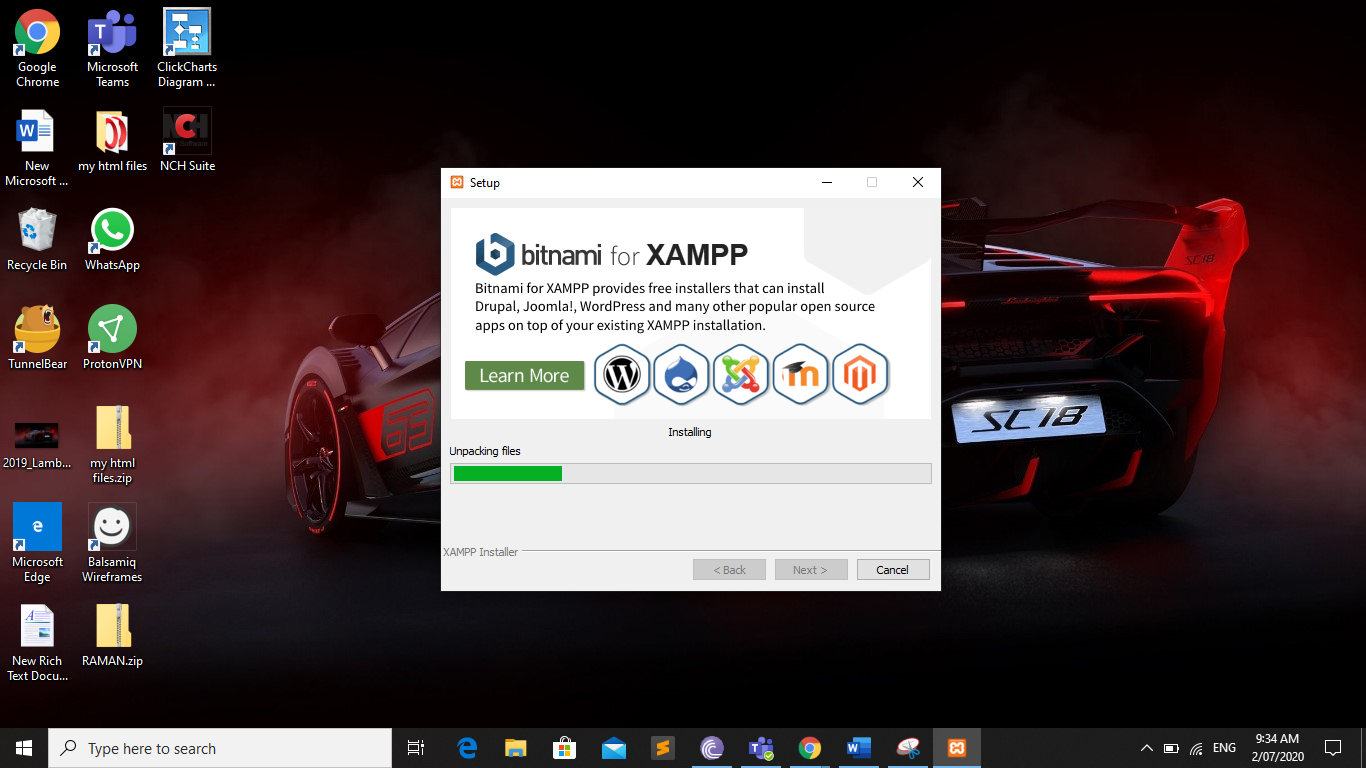 Google
Chrome
Microsoft
Teams
ClickCharts
Diagram ...
New
Microsoft ...
my html files
NCH Suite
Recycle Bin
WhatsApp
TunnelBear
ProtonVPN
2019_Lamb...
my html
files.zip
Microsoft
Edge
Balsamiq
Wireframes
New Rich
Text Docu...
RAMAN.zip
Setup
bitnami for XAMPP
Bitnami for XAMPP provides free installers that can install
Drupal, Joomla!, WordPress and many other popular open source
apps on top of your existing XAMPP installation.
Learn More
Installing
Unpacking files
XAMPP Installer
< Back
Next >
Cancel
63
SC18
SC18
Type here to search
ENG
9:34 AM
2/07/2020